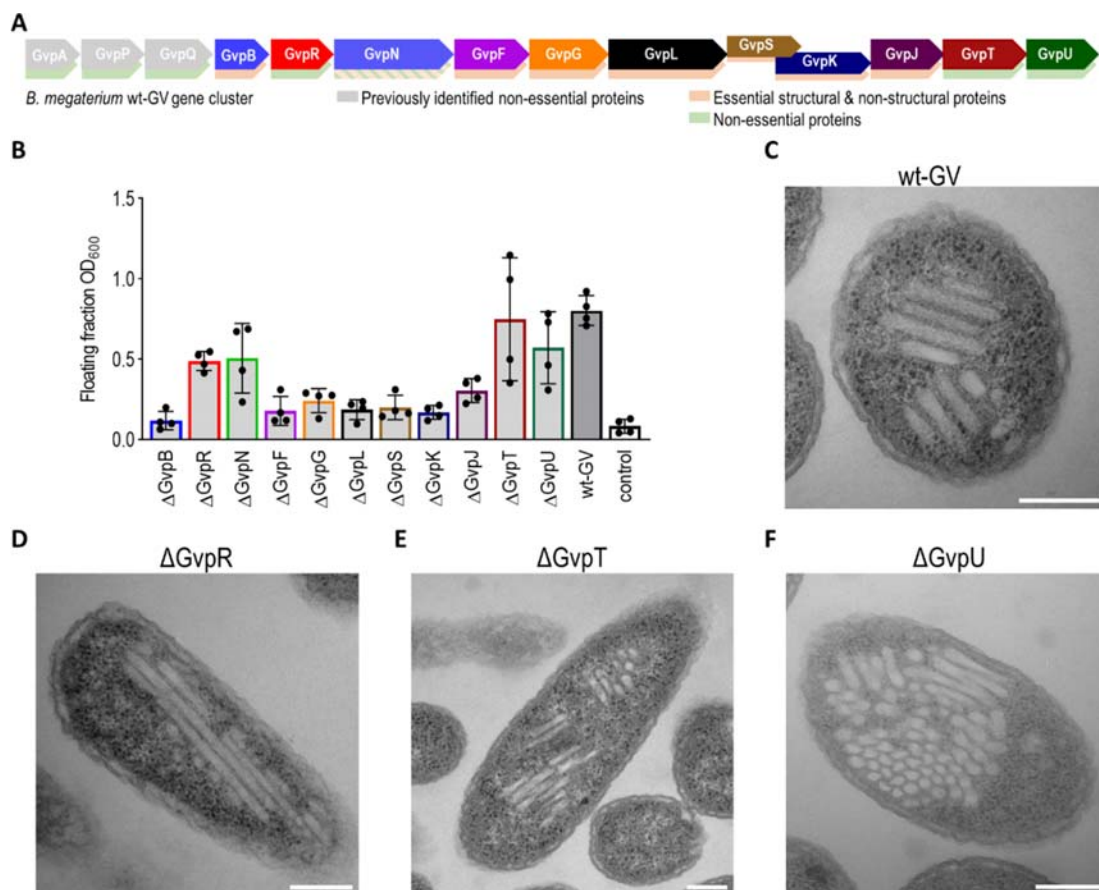 A
GvpA GvpP GvpQ GvpB GvpR GvpN GvpF GvpG GvpL GvpS GvpK GvpJ GvpT GvpU
B. megaterium wt-GV gene cluster
Previously identified non-essential proteins
Essential structural & non-structural proteins
Non-essential proteins
B
Floating fraction OD600
1.5
1.0
0.5
0.0
ΔGvpB ΔGvpR ΔGvpN ΔGvpF ΔGvpG ΔGvpL ΔGvpS ΔGvpK ΔGvpJ ΔGvpT ΔGvpU wt-GV control
C
wt-GV
D
ΔGvpR
E
ΔGvpT
F
ΔGvpU